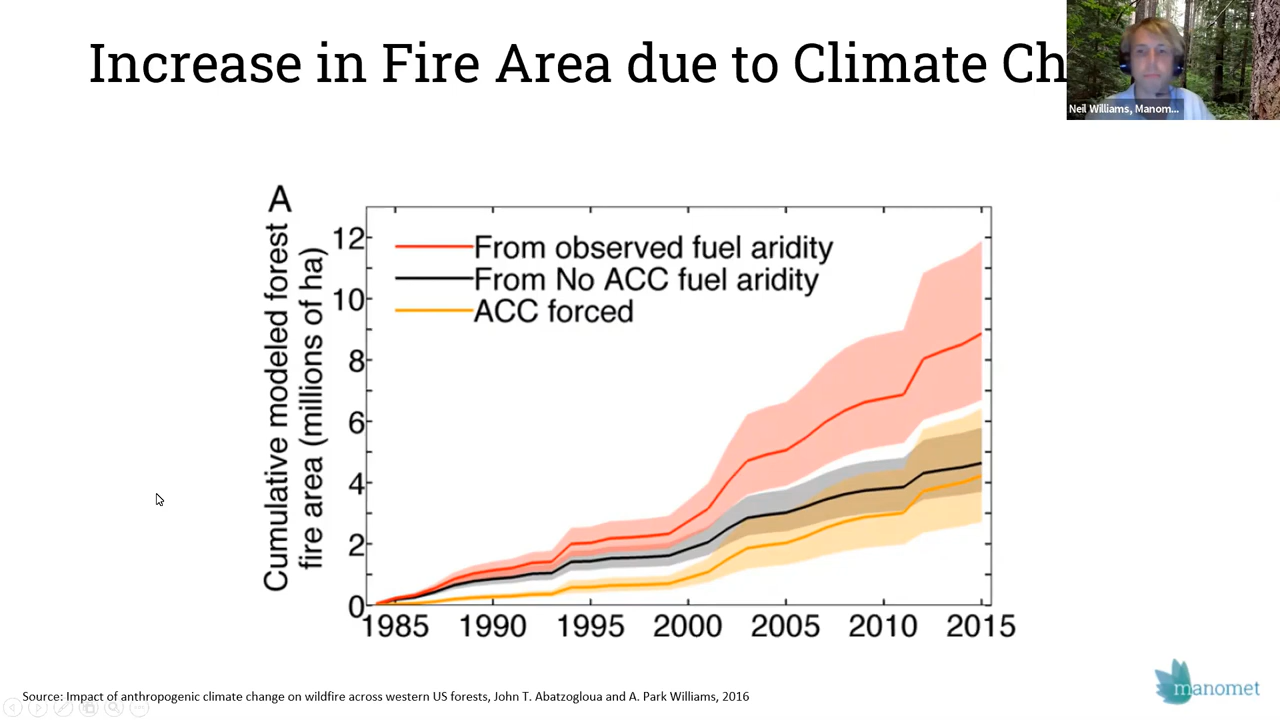 Increase in Fire Area due to Climate Ch
Neil Williams, Manom...
A
Cumulative modeled forest
fire area (millions of ha)
From observed fuel aridity
From No ACC fuel aridity
ACC forced
12
10
8
6
4
2
0
1985 1990 1995 2000 2005 2010 2015
Source: Impact of anthropogenic climate change on wildfire across western US forests, John T. Abatzogloua and A. Park Williams, 2016
manomet